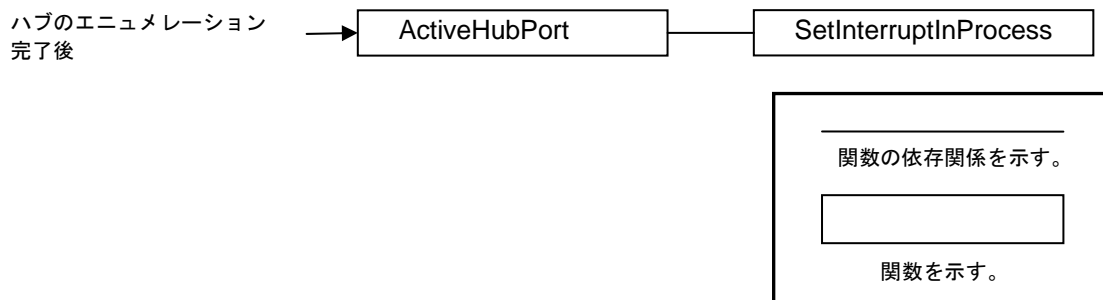 ハブのエニュメレーション
完了後
ActiveHubPort
SetInterruptInProcess
関数の依存関係を示す。
関数を示す。